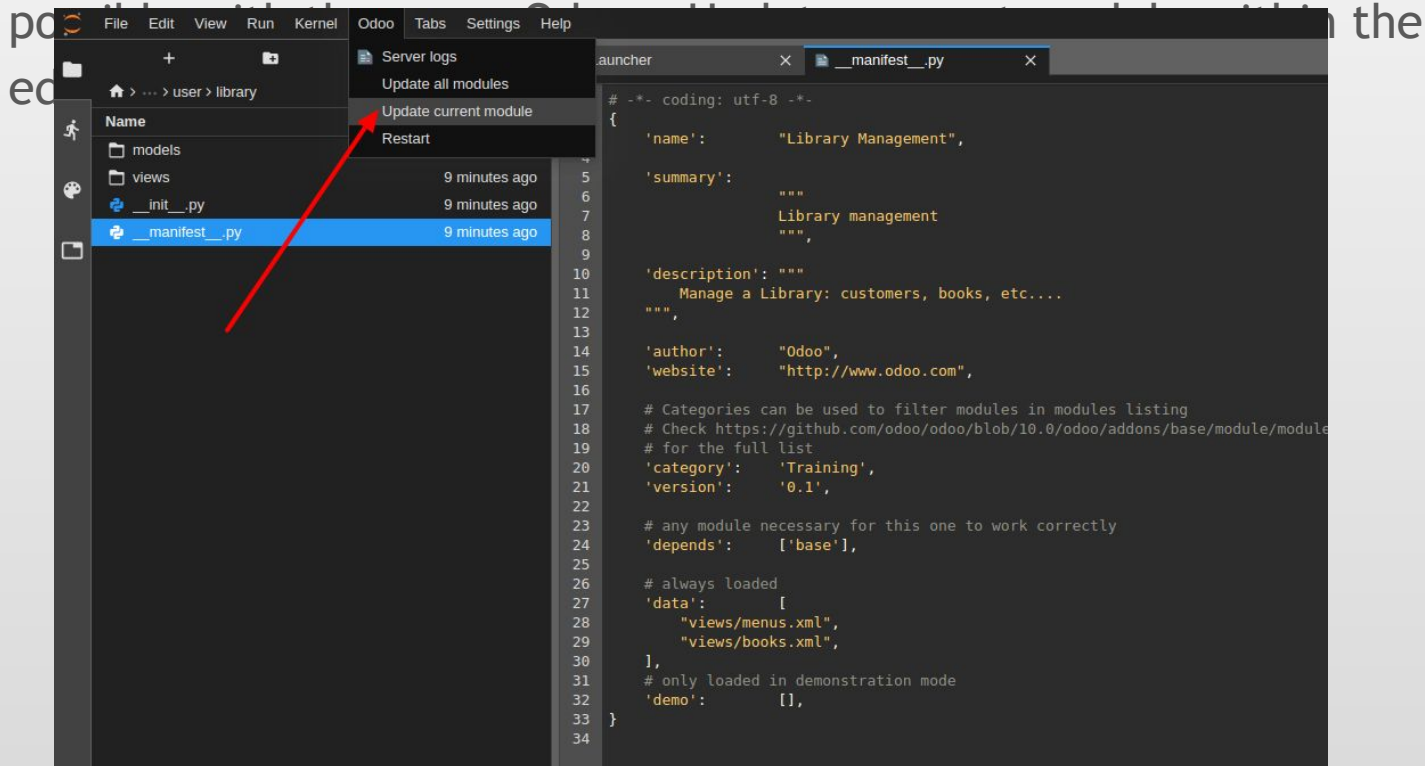 the
File Edit View Run Kernel Odoo Tabs Settings Help
Server logs
Update all modules
Update current module
Restart
> ... > user > library
Name
models
views 9 minutes ago
__init__.py 9 minutes ago
__manifest__.py 9 minutes ago
auncher × __manifest__.py ×
# -*- coding: utf-8 -*-
{
'name': "Library Management",
5 'summary':
6 """
7 Library management
8 """,
9
10 'description': """
11 Manage a Library: customers, books, etc....
12 """,
13
14 'author': "Odoo",
15 'website': "http://www.odoo.com",
16
17 # Categories can be used to filter modules in modules listing
18 # Check https://github.com/odoo/odoo/blob/10.0/odoo/addons/base/module/module
19 # for the full list
20 'category': 'Training',
21 'version': '0.1',
22
23 # any module necessary for this one to work correctly
24 'depends': ['base'],
25
26 # always loaded
27 'data': [
28 "views/menus.xml",
29 "views/books.xml",
30 ],
31 # only loaded in demonstration mode
32 'demo': [],
33 }
34